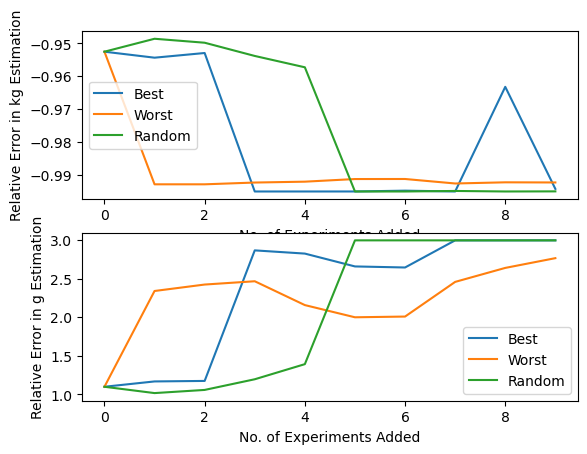 Relative Error in kg Estimation
−0.95
−0.96
−0.97
−0.98
−0.99
Best
Worst
Random
0 2 4 6 8
No. of Experiments Added
Relative Error in g Estimation
3.0
2.5
2.0
1.5
1.0
Best
Worst
Random
0 2 4 6 8
No. of Experiments Added